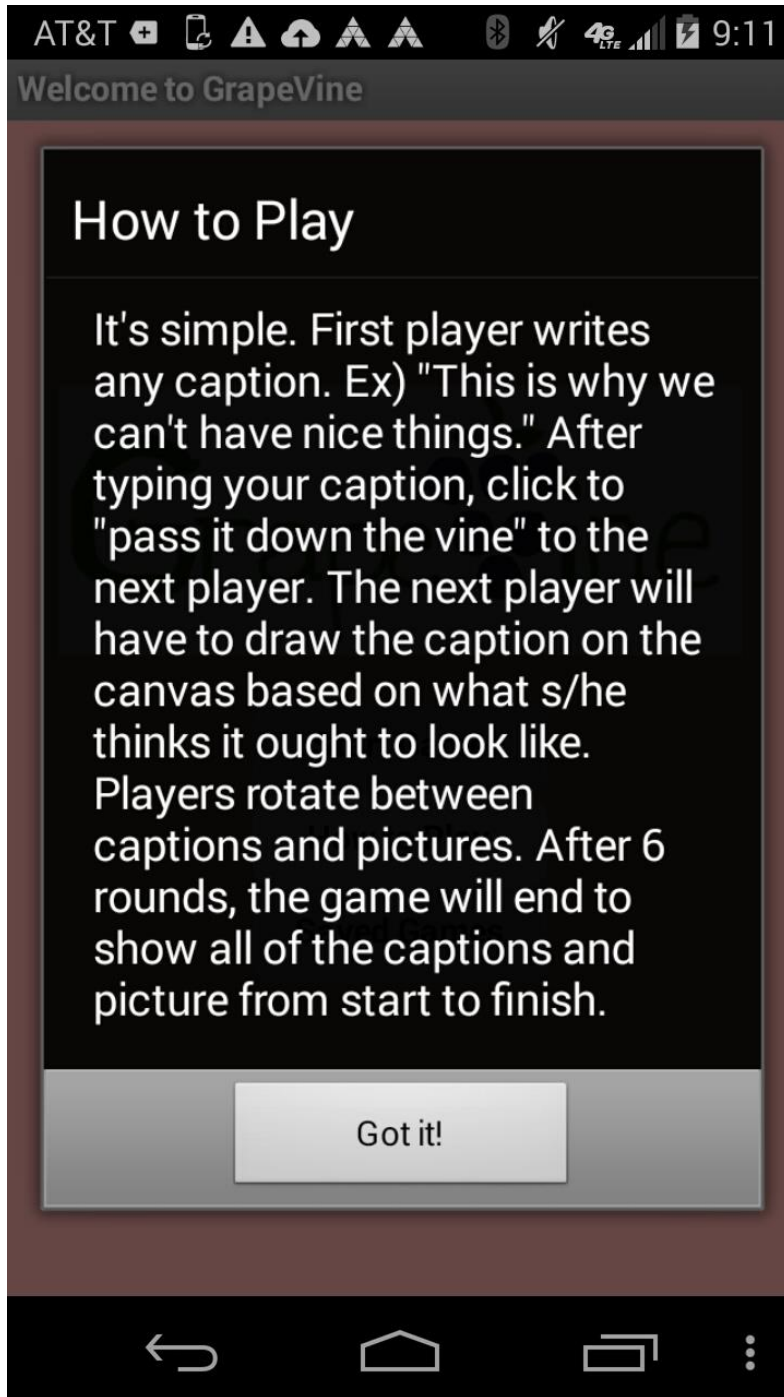 AT&T 4G LTE 9:11
Welcome to GrapeVine
How to Play
It's simple. First player writes
any caption. Ex) "This is why we
can't have nice things." After
typing your caption, click to
"pass it down the vine" to the
next player. The next player will
have to draw the caption on the
canvas based on what s/he
thinks it ought to look like.
Players rotate between
captions and pictures. After 6
rounds, the game will end to
show all of the captions and
picture from start to finish.
Saved Games
Got it!